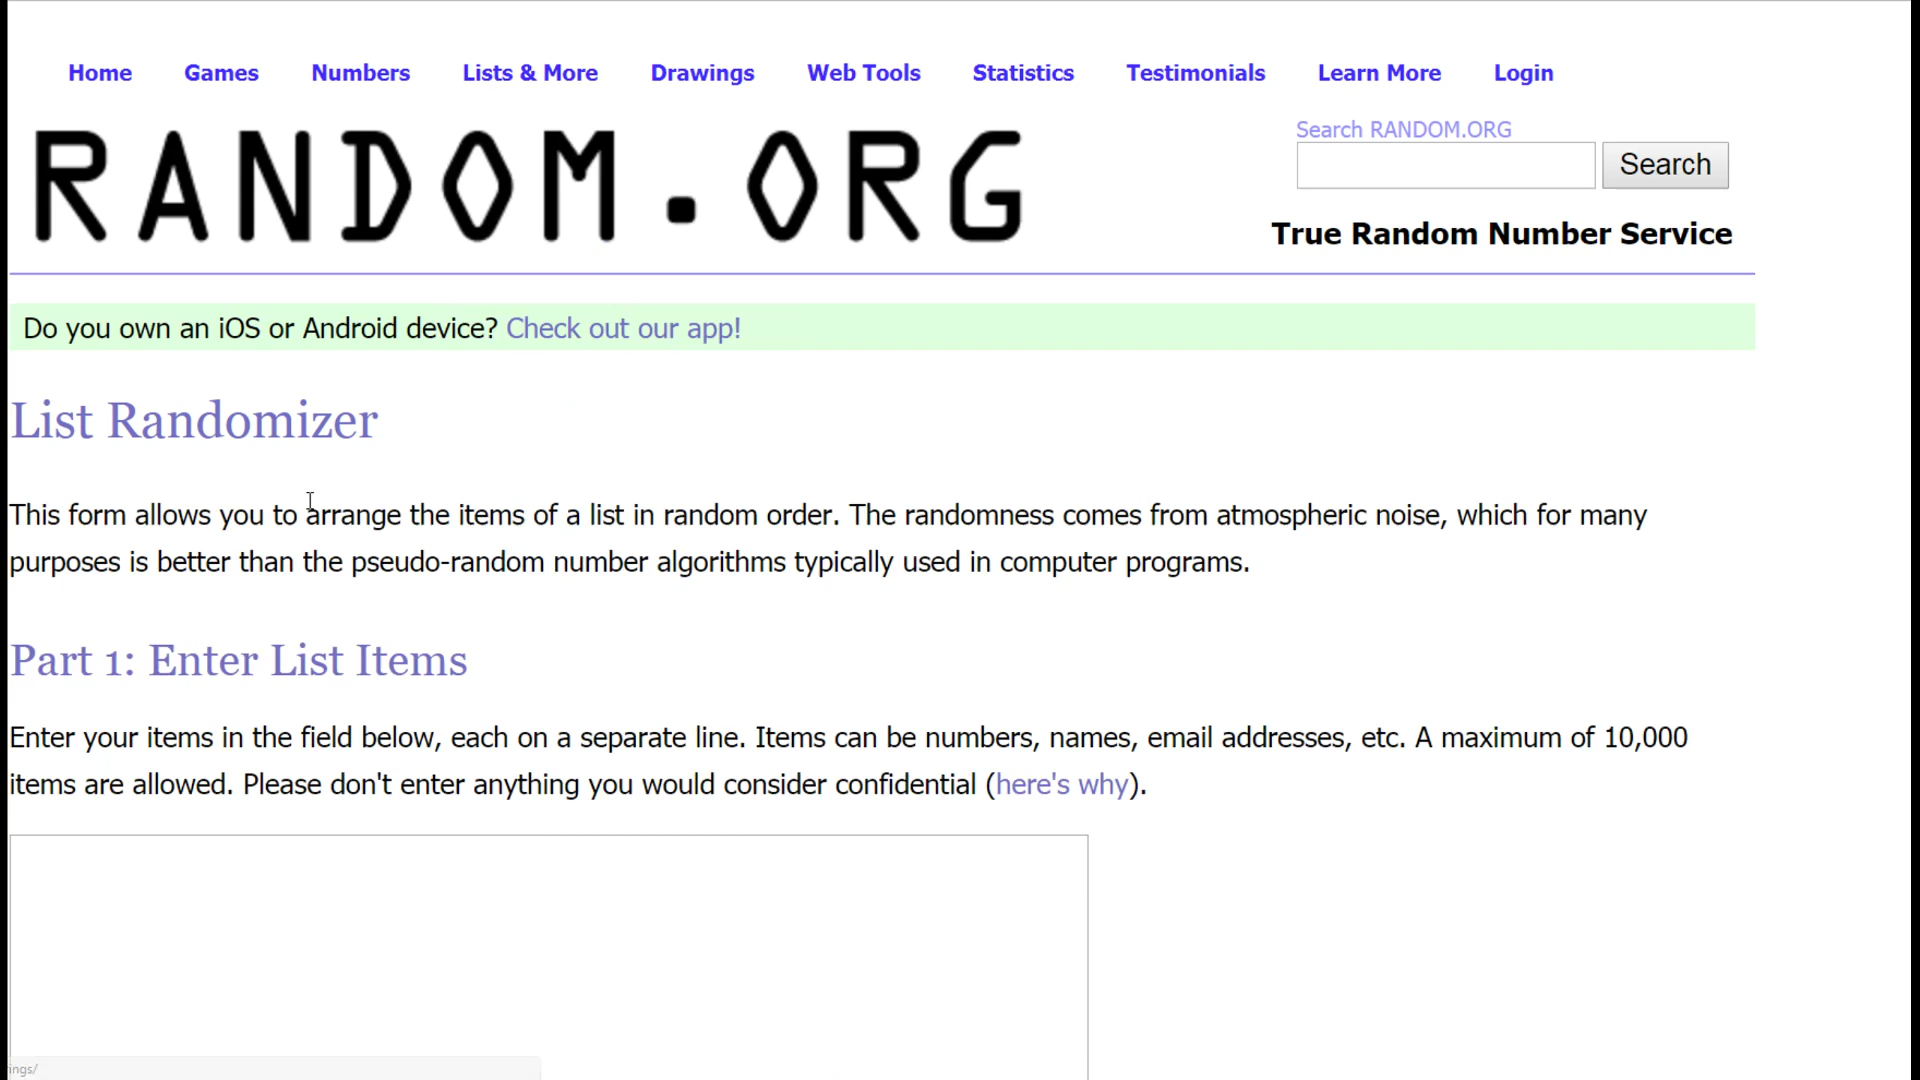 Home Games Numbers Lists & More Drawings Web Tools Statistics Testimonials Learn More Login
RANDOM.ORG
Search RANDOM.ORG
Search
True Random Number Service
Do you own an iOS or Android device? Check out our app!
List Randomizer
This form allows you to arrange the items of a list in random order. The randomness comes from atmospheric noise, which for many
purposes is better than the pseudo-random number algorithms typically used in computer programs.
Part 1: Enter List Items
Enter your items in the field below, each on a separate line. Items can be numbers, names, email addresses, etc. A maximum of 10,000
items are allowed. Please don't enter anything you would consider confidential (here's why).
ings/